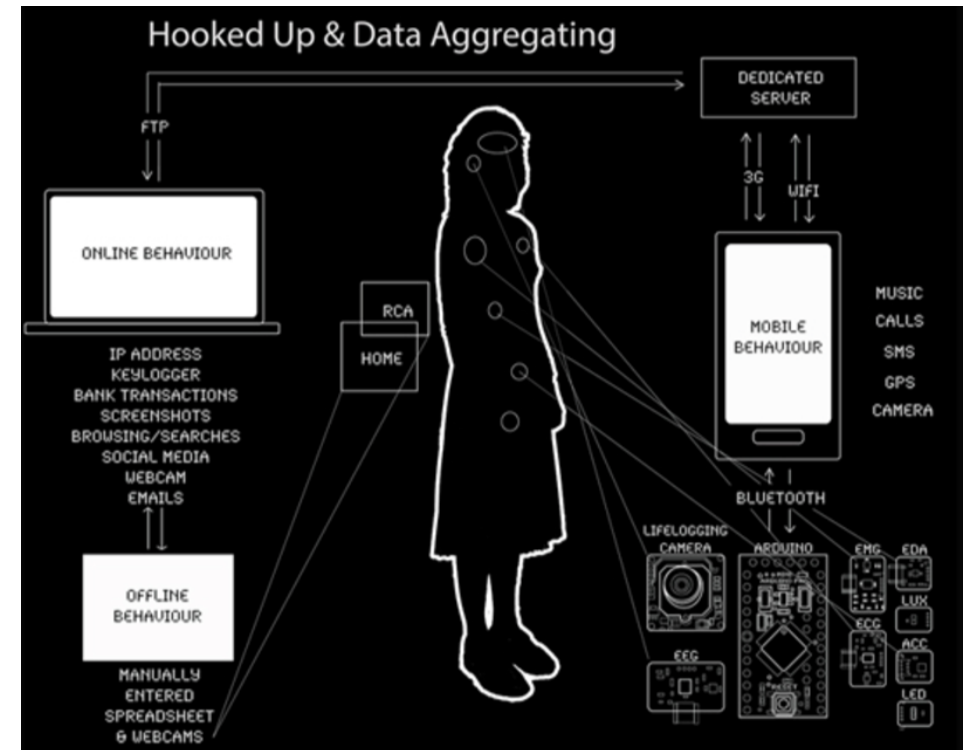 Hooked Up & Data Aggregating
DEDICATED
SERVER
FTP
3G
WIFI
ONLINE BEHAVIOUR
RCA
HOME
MOBILE
BEHAVIOUR
MUSIC
CALLS
SMS
GPS
CAMERA
IP ADDRESS
KEYLOGGER
BANK TRANSACTIONS
SCREENSHOTS
BROWSING/SEARCHES
SOCIAL MEDIA
WEBCAM
EMAILS
BLUETOOTH
OFFLINE
BEHAVIOUR
MANUALLY
ENTERED
SPREADSHEET
& WEBCAMS
LIFELOGGING
CAMERA
ARDUINO
EMG
EDA
LUX
ECG
ACC
EEG
LED
RESET